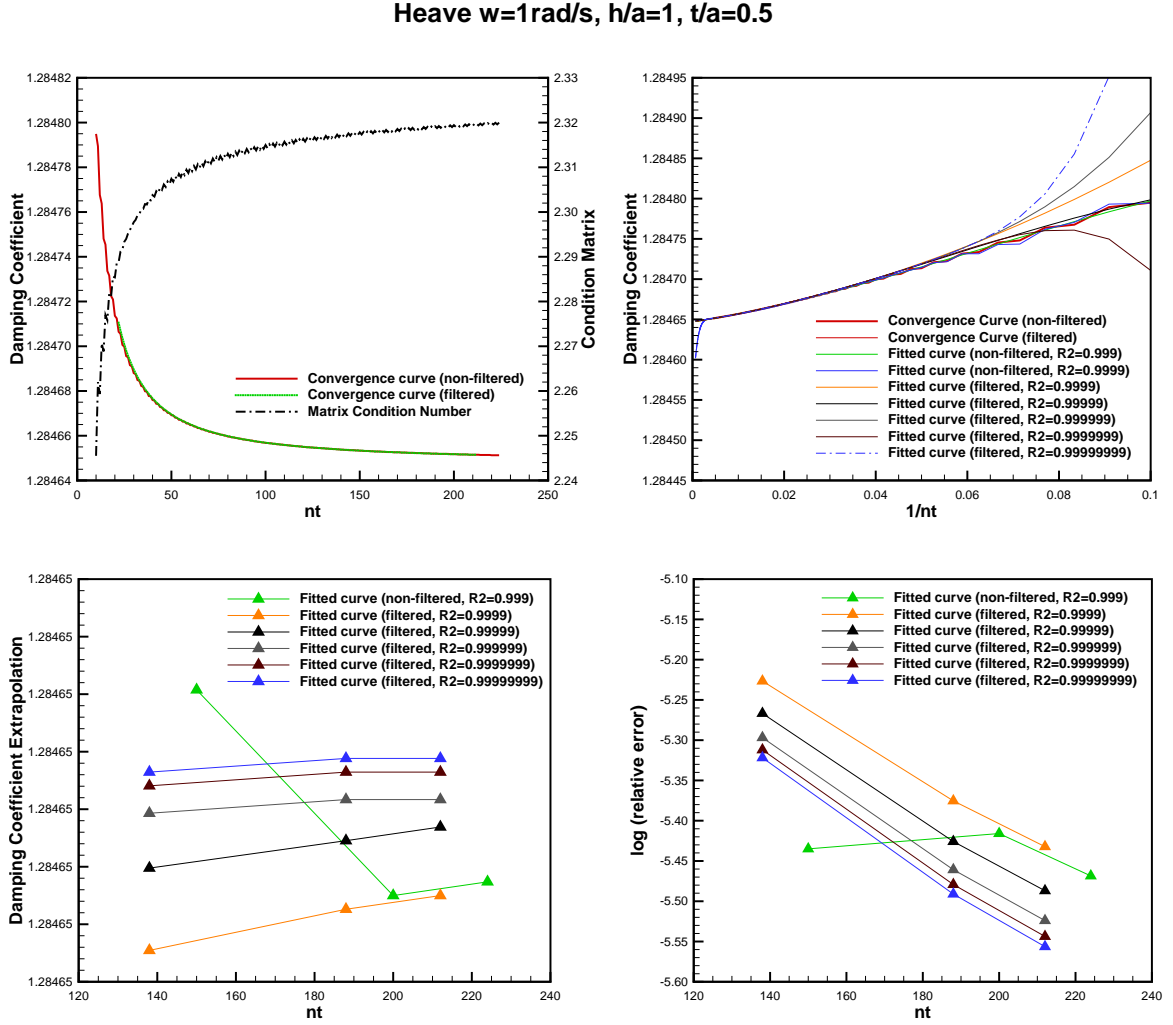 Heave w=1rad/s, h/a=1, t/a=0.5
1.28482
1.28480
1.28478
1.28476
1.28474
1.28472
1.28470
1.28468
1.28466
1.28464
Damping Coefficient
2.33
2.32
2.31
2.30
2.29
2.28
2.27
2.26
2.25
2.24
Condition Matrix
Convergence curve (non-filtered)
Convergence curve (filtered)
Matrix Condition Number
0 50 100 150 200 250
nt
1.28495
1.28490
1.28485
1.28480
1.28475
1.28470
1.28465
1.28460
1.28455
1.28450
1.28445
Damping Coefficient
Convergence Curve (non-filtered)
Convergence Curve (filtered)
Fitted curve (non-filtered, R2=0.999)
Fitted curve (non-filtered, R2=0.9999)
Fitted curve (filtered, R2=0.9999)
Fitted curve (filtered, R2=0.99999)
Fitted curve (filtered, R2=0.999999)
Fitted curve (filtered, R2=0.9999999)
Fitted curve (filtered, R2=0.99999999)
0 0.02 0.04 0.06 0.08 0.1
1/nt
1.28465
1.28465
1.28465
1.28465
1.28465
1.28465
1.28465
1.28465
Damping Coefficient Extrapolation
Fitted curve (non-filtered, R2=0.999)
Fitted curve (filtered, R2=0.9999)
Fitted curve (filtered, R2=0.99999)
Fitted curve (filtered, R2=0.999999)
Fitted curve (filtered, R2=0.9999999)
Fitted curve (filtered, R2=0.99999999)
120 140 160 180 200 220 240
nt
-5.10
-5.15
-5.20
-5.25
-5.30
-5.35
-5.40
-5.45
-5.50
-5.55
-5.60
log (relative error)
Fitted curve (non-filtered, R2=0.999)
Fitted curve (filtered, R2=0.9999)
Fitted curve (filtered, R2=0.99999)
Fitted curve (filtered, R2=0.999999)
Fitted curve (filtered, R2=0.9999999)
Fitted curve (filtered, R2=0.99999999)
120 140 160 180 200 220 240
nt